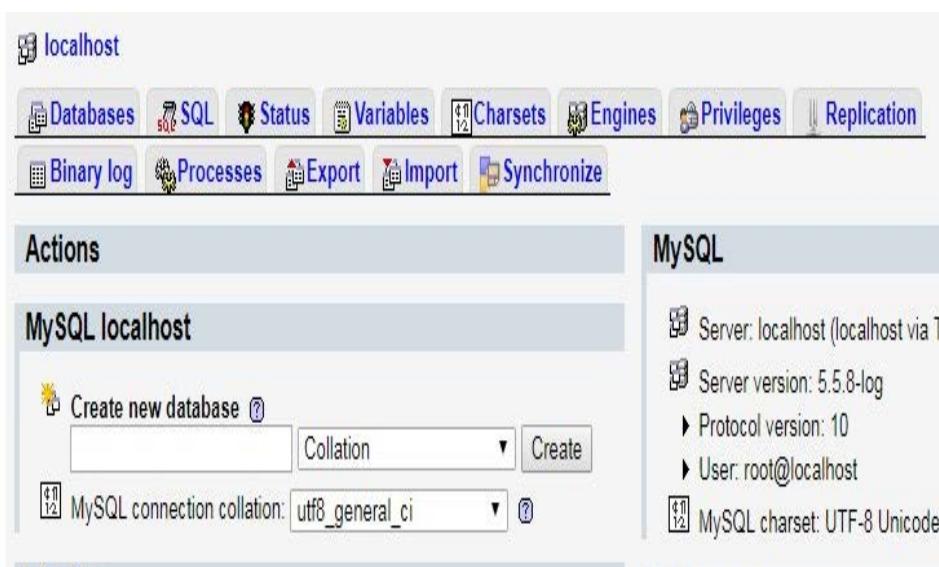 localhost
Databases SQL Status Variables Charsets Engines Privileges Replication
Binary log Processes Export Import Synchronize
Actions
MySQL localhost
Create new database
Collation Create
MySQL connection collation: utf8_general_ci
MySQL
Server: localhost (localhost via
Server version: 5.5.8-log
Protocol version: 10
User: root@localhost
MySQL charset: UTF-8 Unicode